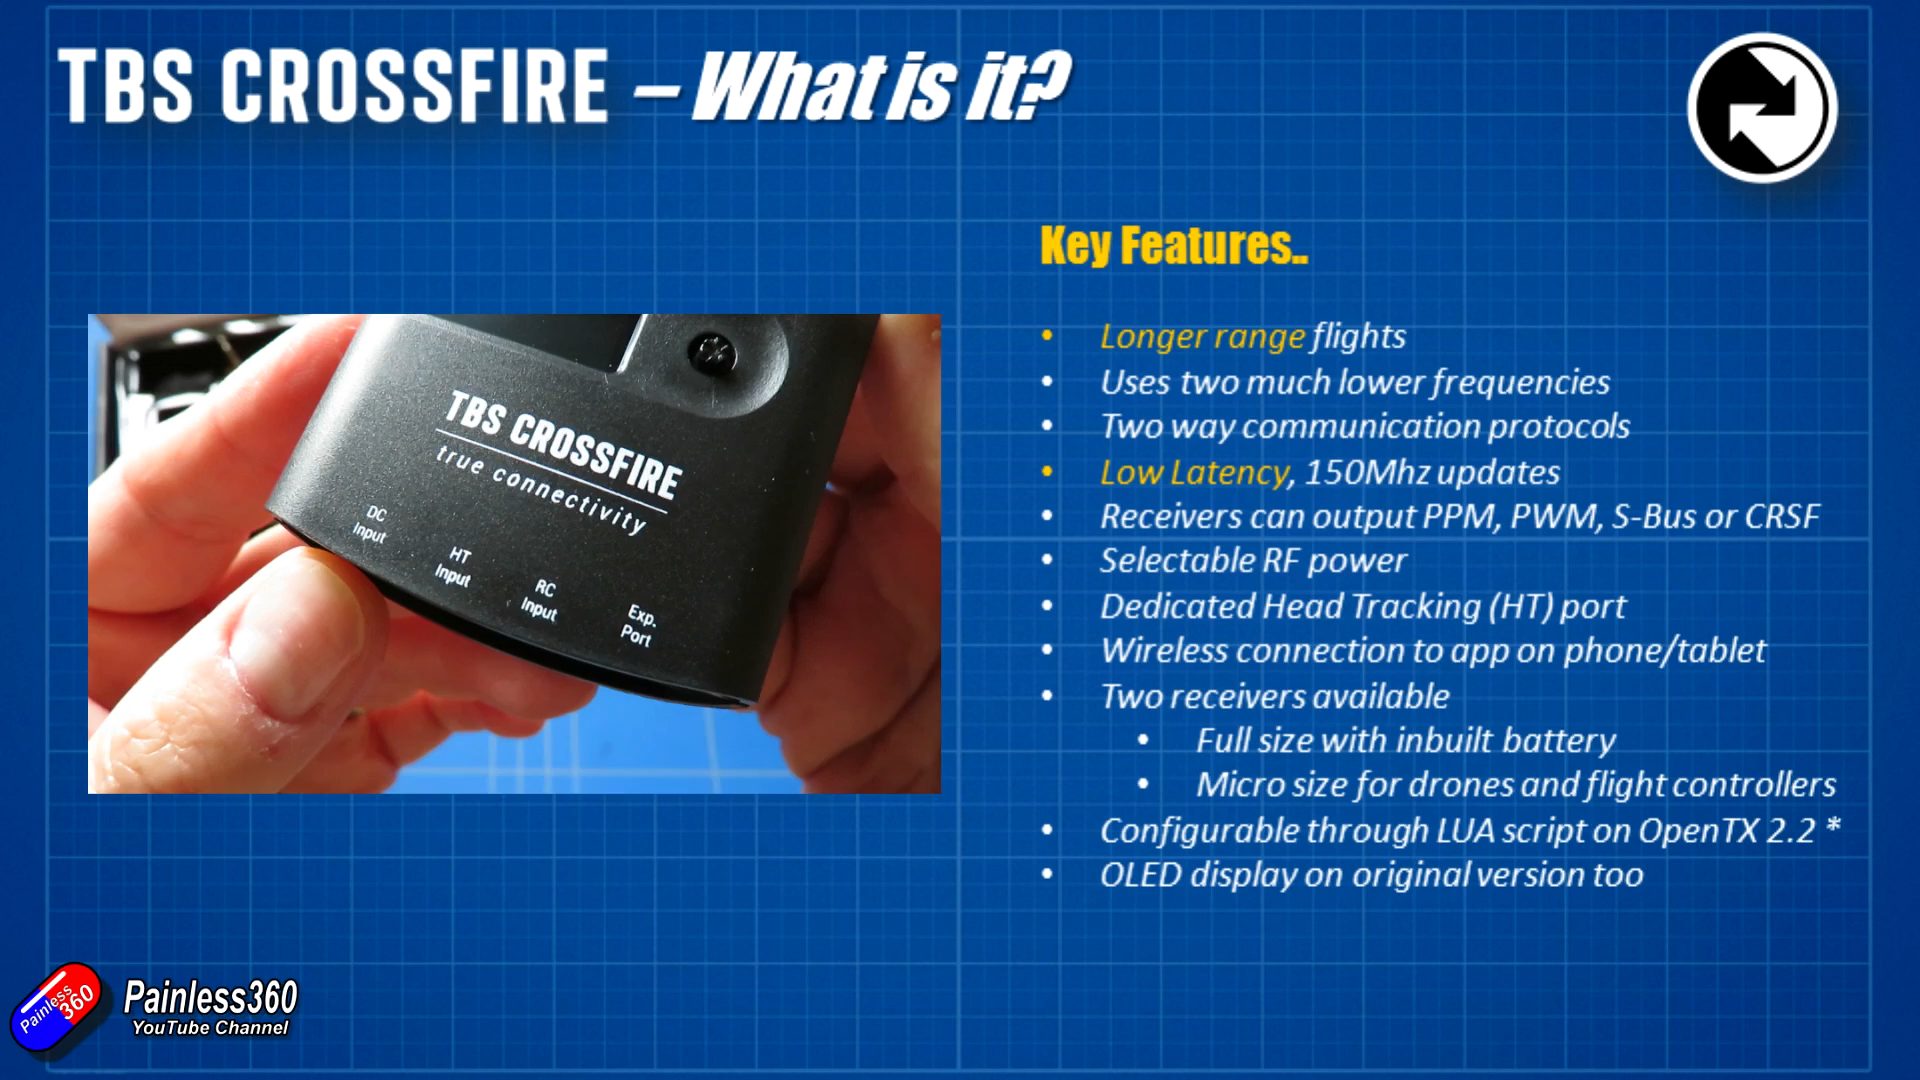 TBS CROSSFIRE – What is it?
Key Features..
• Longer range flights
• Uses two much lower frequencies
• Two way communication protocols
• Low Latency, 150Mhz updates
• Receivers can output PPM, PWM, S-Bus or CRSF
• Selectable RF power
• Dedicated Head Tracking (HT) port
• Wireless connection to app on phone/tablet
• Two receivers available
• Full size with inbuilt battery
• Micro size for drones and flight controllers
• Configurable through LUA script on OpenTX 2.2 *
• OLED display on original version too
TBS CROSSFIRE
true connectivity
DC
Input
HT
Input
RC
Input
Exp.
Port
Painless
360
Painless360
YouTube Channel